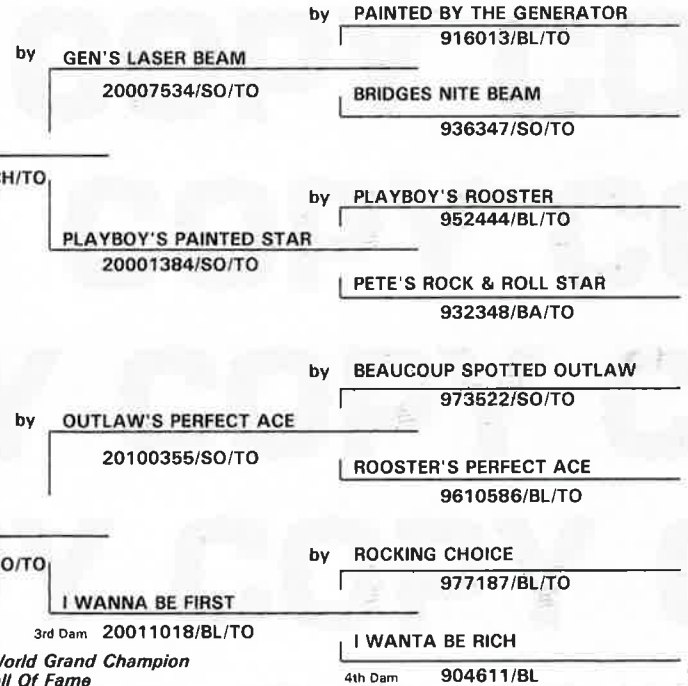 by PAINTED BY THE GENERATOR
916013/BL/TO
by GEN'S LASER BEAM
20007534/SO/TO
BRIDGES NITE BEAM
936347/SO/TO
CH/TO
by PLAYBOY'S ROOSTER
952444/BL/TO
PLAYBOY'S PAINTED STAR
20001384/SO/TO
PETE'S ROCK & ROLL STAR
932348/BA/TO
by BEAUCOUP SPOTTED OUTLAW
973522/SO/TO
by OUTLAW'S PERFECT ACE
20100355/SO/TO
ROOSTER'S PERFECT ACE
9610586/BL/TO
O/TO
by ROCKING CHOICE
977187/BL/TO
I WANNA BE FIRST
3rd Dam 20011018/BL/TO
I WANTA BE RICH
4th Dam 904611/BL
World Grand Champion
ll Of Fame
COPY COPY